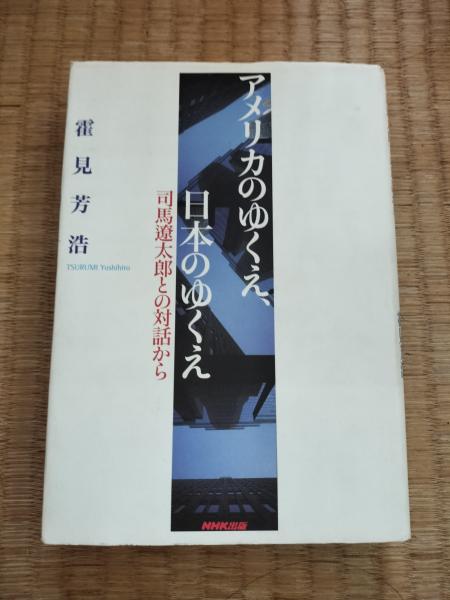 アメリカのゆくえ、
日本のゆくえ
司馬遼太郎との対話から
霍見芳浩
TSURUMI Yoshihiro
NHK出版